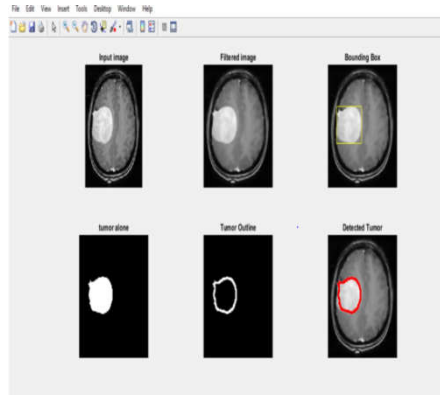 File Edit View Insert Tools Desktop Window Help
Input image Filtered image Bounding Box
tumor alone Tumor Outline Detected Tumor